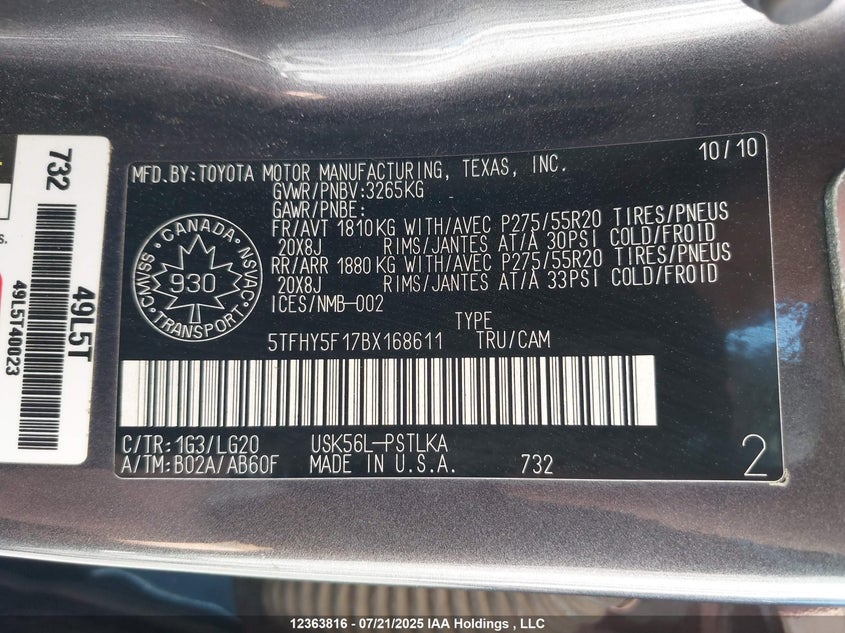 MFD.BY:TOYOTA MOTOR MANUFACTURING, TEXAS, INC. 10/10
GVWR/PNBV:3265KG
GAWR/PNBE:
FR/AVT 1810KG WITH/AVEC P275/55R20 TIRES/PNEUS
20X8J RIMS/JANTES AT/A 30PSI COLD/FROID
RR/ARR 1880KG WITH/AVEC P275/55R20 TIRES/PNEUS
20X8J RIMS/JANTES AT/A 33PSI COLD/FROID
ICES/NMB-002
TYPE
5TFHY5F17BX168611 TRU/CAM
CANADA
CMVSS 930 NSVAC
TRANSPORT
C/TR:1G3/LG20 USK56L-PSTLKA
A/TM:B02A/AB60F MADE IN U.S.A. 732 2
732
49L5T
49L5T40023
12363816 - 07/21/2025 IAA Holdings , LLC